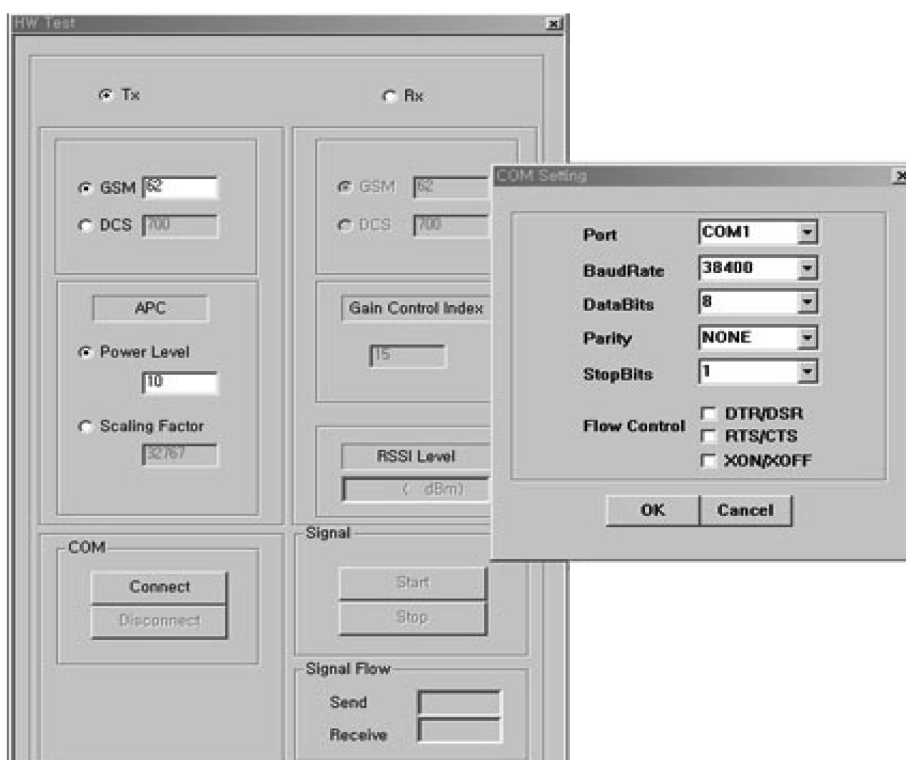 HW Test
Tx
Rx
GSM 62
DCS 700
GSM 62
DCS 700
APC
Power Level
10
Scaling Factor
32767
Gain Control Index
15
RSSI Level
( dBm)
COM
Connect
Disconnect
Signal
Start
Stop
Signal Flow
Send
Receive
COM Setting
Port COM1
BaudRate 38400
DataBits 8
Parity NONE
StopBits 1
Flow Control
DTR/DSR
RTS/CTS
XON/XOFF
OK
Cancel